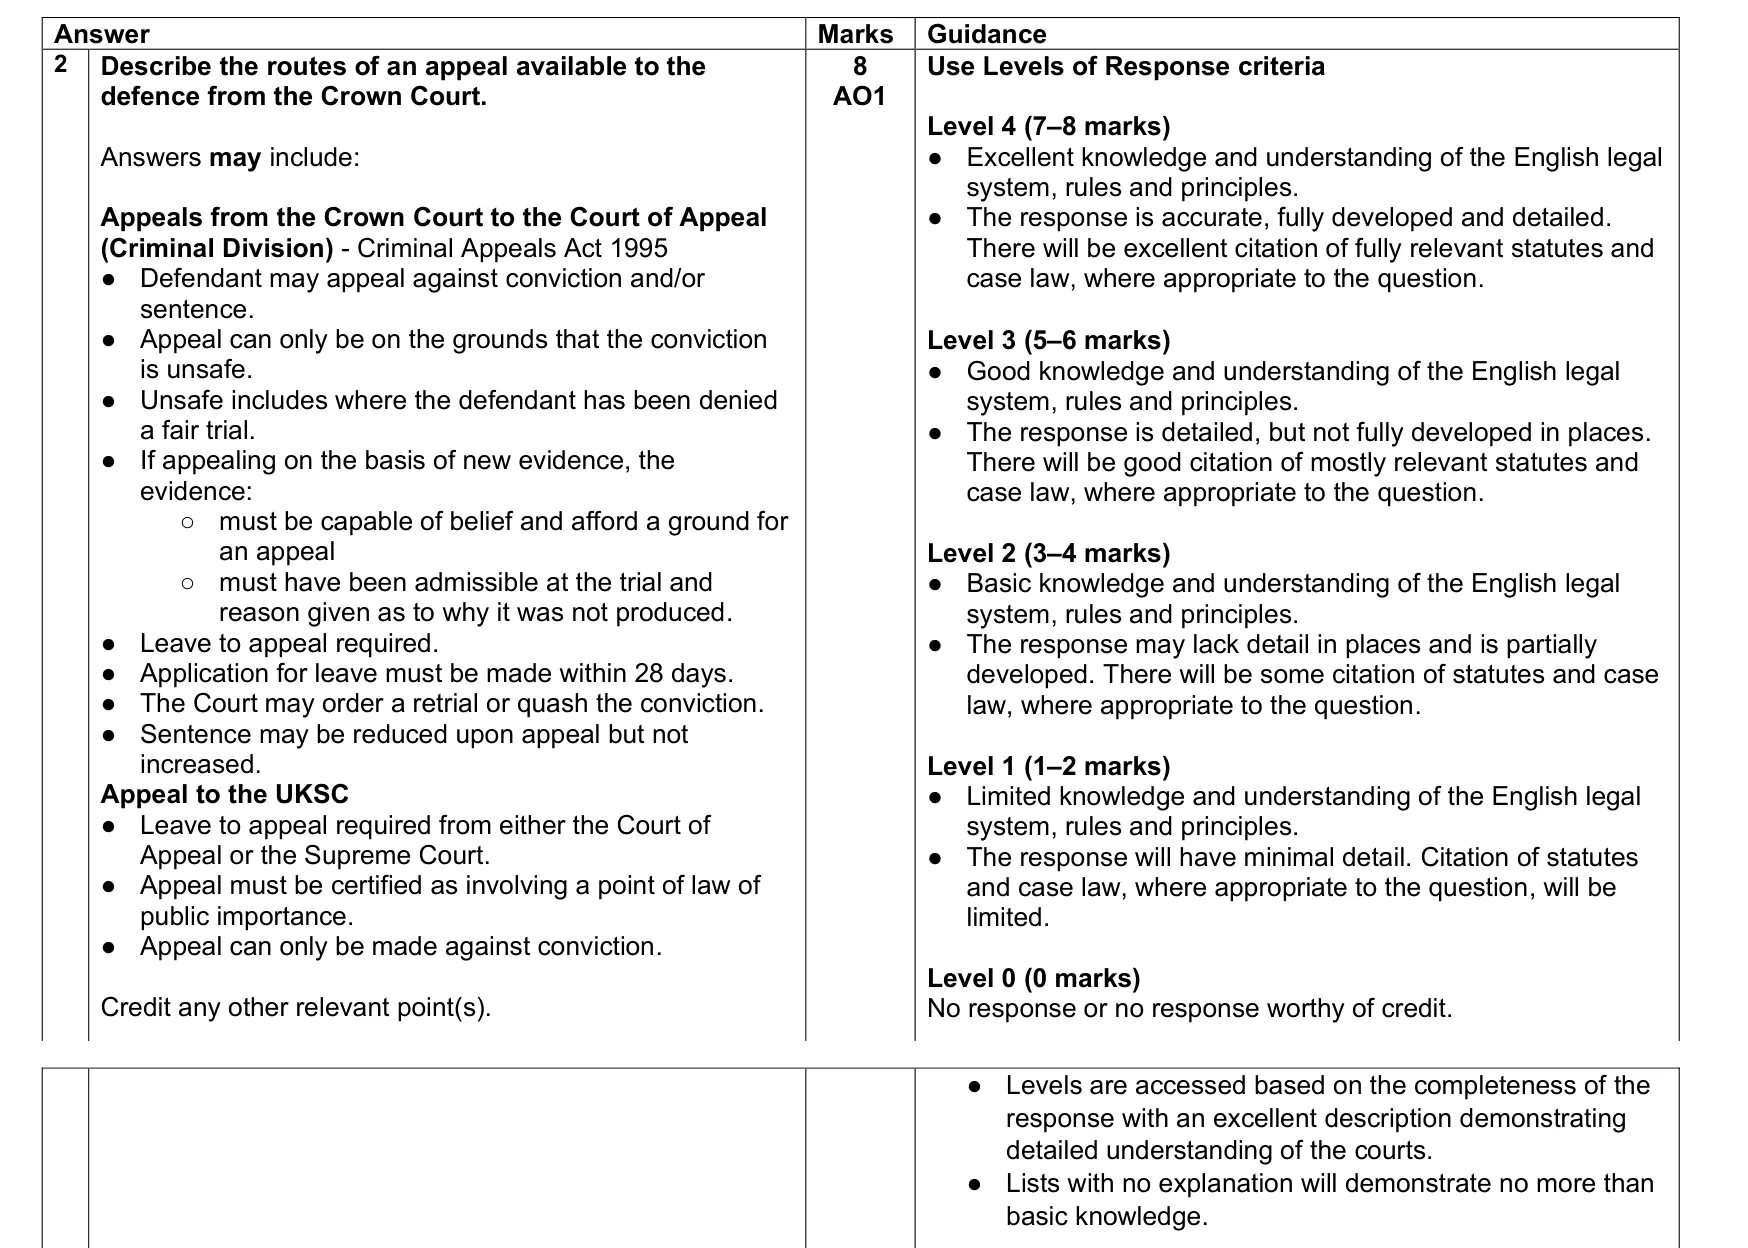 Answer
Marks
Guidance
2
Describe the routes of an appeal available to the
defence from the Crown Court.
Answers may include:
Appeals from the Crown Court to the Court of Appeal
(Criminal Division) - Criminal Appeals Act 1995
● Defendant may appeal against conviction and/or
sentence.
● Appeal can only be on the grounds that the conviction
is unsafe.
● Unsafe includes where the defendant has been denied
a fair trial.
● If appealing on the basis of new evidence, the
evidence:
○ must be capable of belief and afford a ground for
an appeal
○ must have been admissible at the trial and
reason given as to why it was not produced.
● Leave to appeal required.
● Application for leave must be made within 28 days.
● The Court may order a retrial or quash the conviction.
● Sentence may be reduced upon appeal but not
increased.
Appeal to the UKSC
● Leave to appeal required from either the Court of
Appeal or the Supreme Court.
● Appeal must be certified as involving a point of law of
public importance.
● Appeal can only be made against conviction.
Credit any other relevant point(s).
8
AO1
Use Levels of Response criteria
Level 4 (7–8 marks)
● Excellent knowledge and understanding of the English legal
system, rules and principles.
● The response is accurate, fully developed and detailed.
There will be excellent citation of fully relevant statutes and
case law, where appropriate to the question.
Level 3 (5–6 marks)
● Good knowledge and understanding of the English legal
system, rules and principles.
● The response is detailed, but not fully developed in places.
There will be good citation of mostly relevant statutes and
case law, where appropriate to the question.
Level 2 (3–4 marks)
● Basic knowledge and understanding of the English legal
system, rules and principles.
● The response may lack detail in places and is partially
developed. There will be some citation of statutes and case
law, where appropriate to the question.
Level 1 (1–2 marks)
● Limited knowledge and understanding of the English legal
system, rules and principles.
● The response will have minimal detail. Citation of statutes
and case law, where appropriate to the question, will be
limited.
Level 0 (0 marks)
No response or no response worthy of credit.
● Levels are accessed based on the completeness of the
response with an excellent description demonstrating
detailed understanding of the courts.
● Lists with no explanation will demonstrate no more than
basic knowledge.